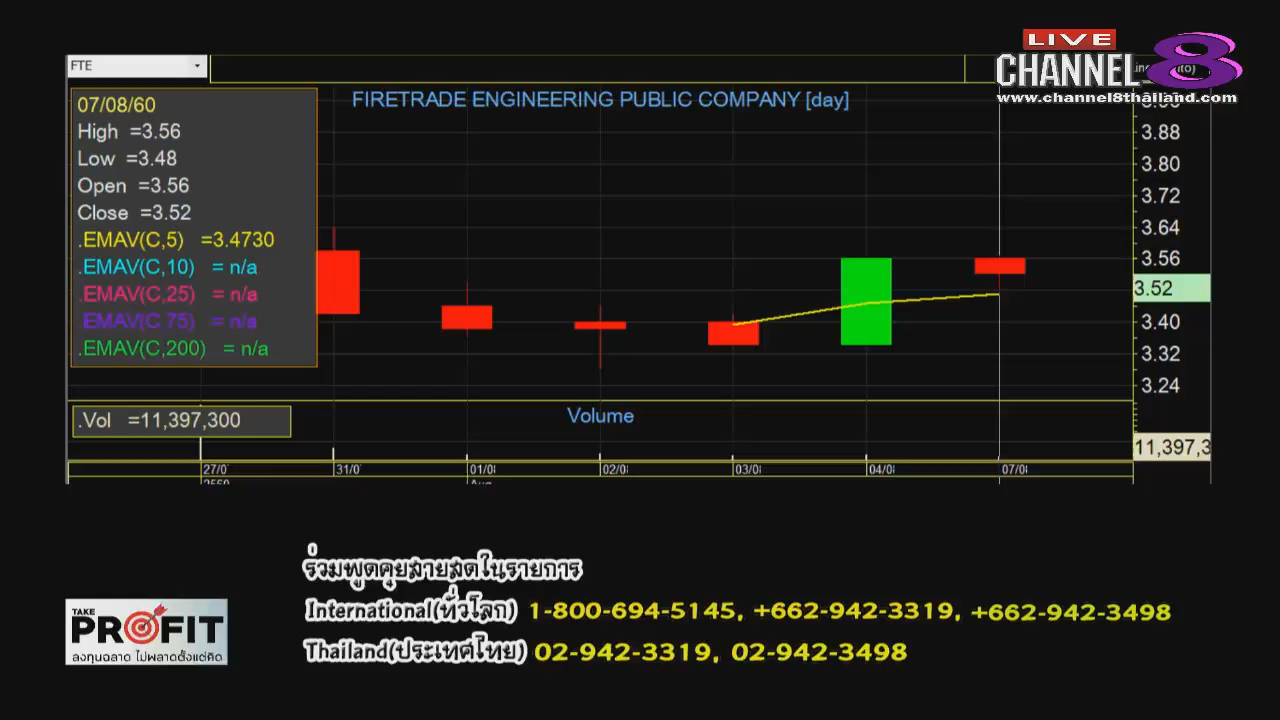 LIVE
CHANNEL 8
www.channel8thailand.com
FTE
FIRETRADE ENGINEERING PUBLIC COMPANY [day]
07/08/60
High =3.56
Low =3.48
Open =3.56
Close =3.52
.EMAV(C,5) =3.4730
.EMAV(C,10) = n/a
.EMAV(C,25) = n/a
.EMAV(C,75) = n/a
.EMAV(C,200) = n/a
3.88
3.80
3.72
3.64
3.56
3.52
3.40
3.32
3.24
.Vol =11,397,300
Volume
11,397,3
27/0 31/0 01/0 02/0 03/0 04/0 07/0
ร่วมพูดคุยสายสดในรายการ
International(ทั่วโลก) 1-800-694-5145, +662-942-3319, +662-942-3498
Thailand(ประเทศไทย) 02-942-3319, 02-942-3498
TAKE
PROFIT
ลงทุนฉลาด ไม่พลาดตั้งแต่คิด